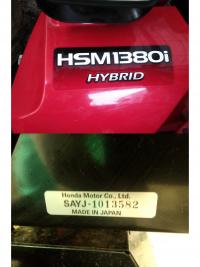 HSM1380i
HYBRID
Honda Motor Co., Ltd.
SAYJ-1013582
MADE IN JAPAN